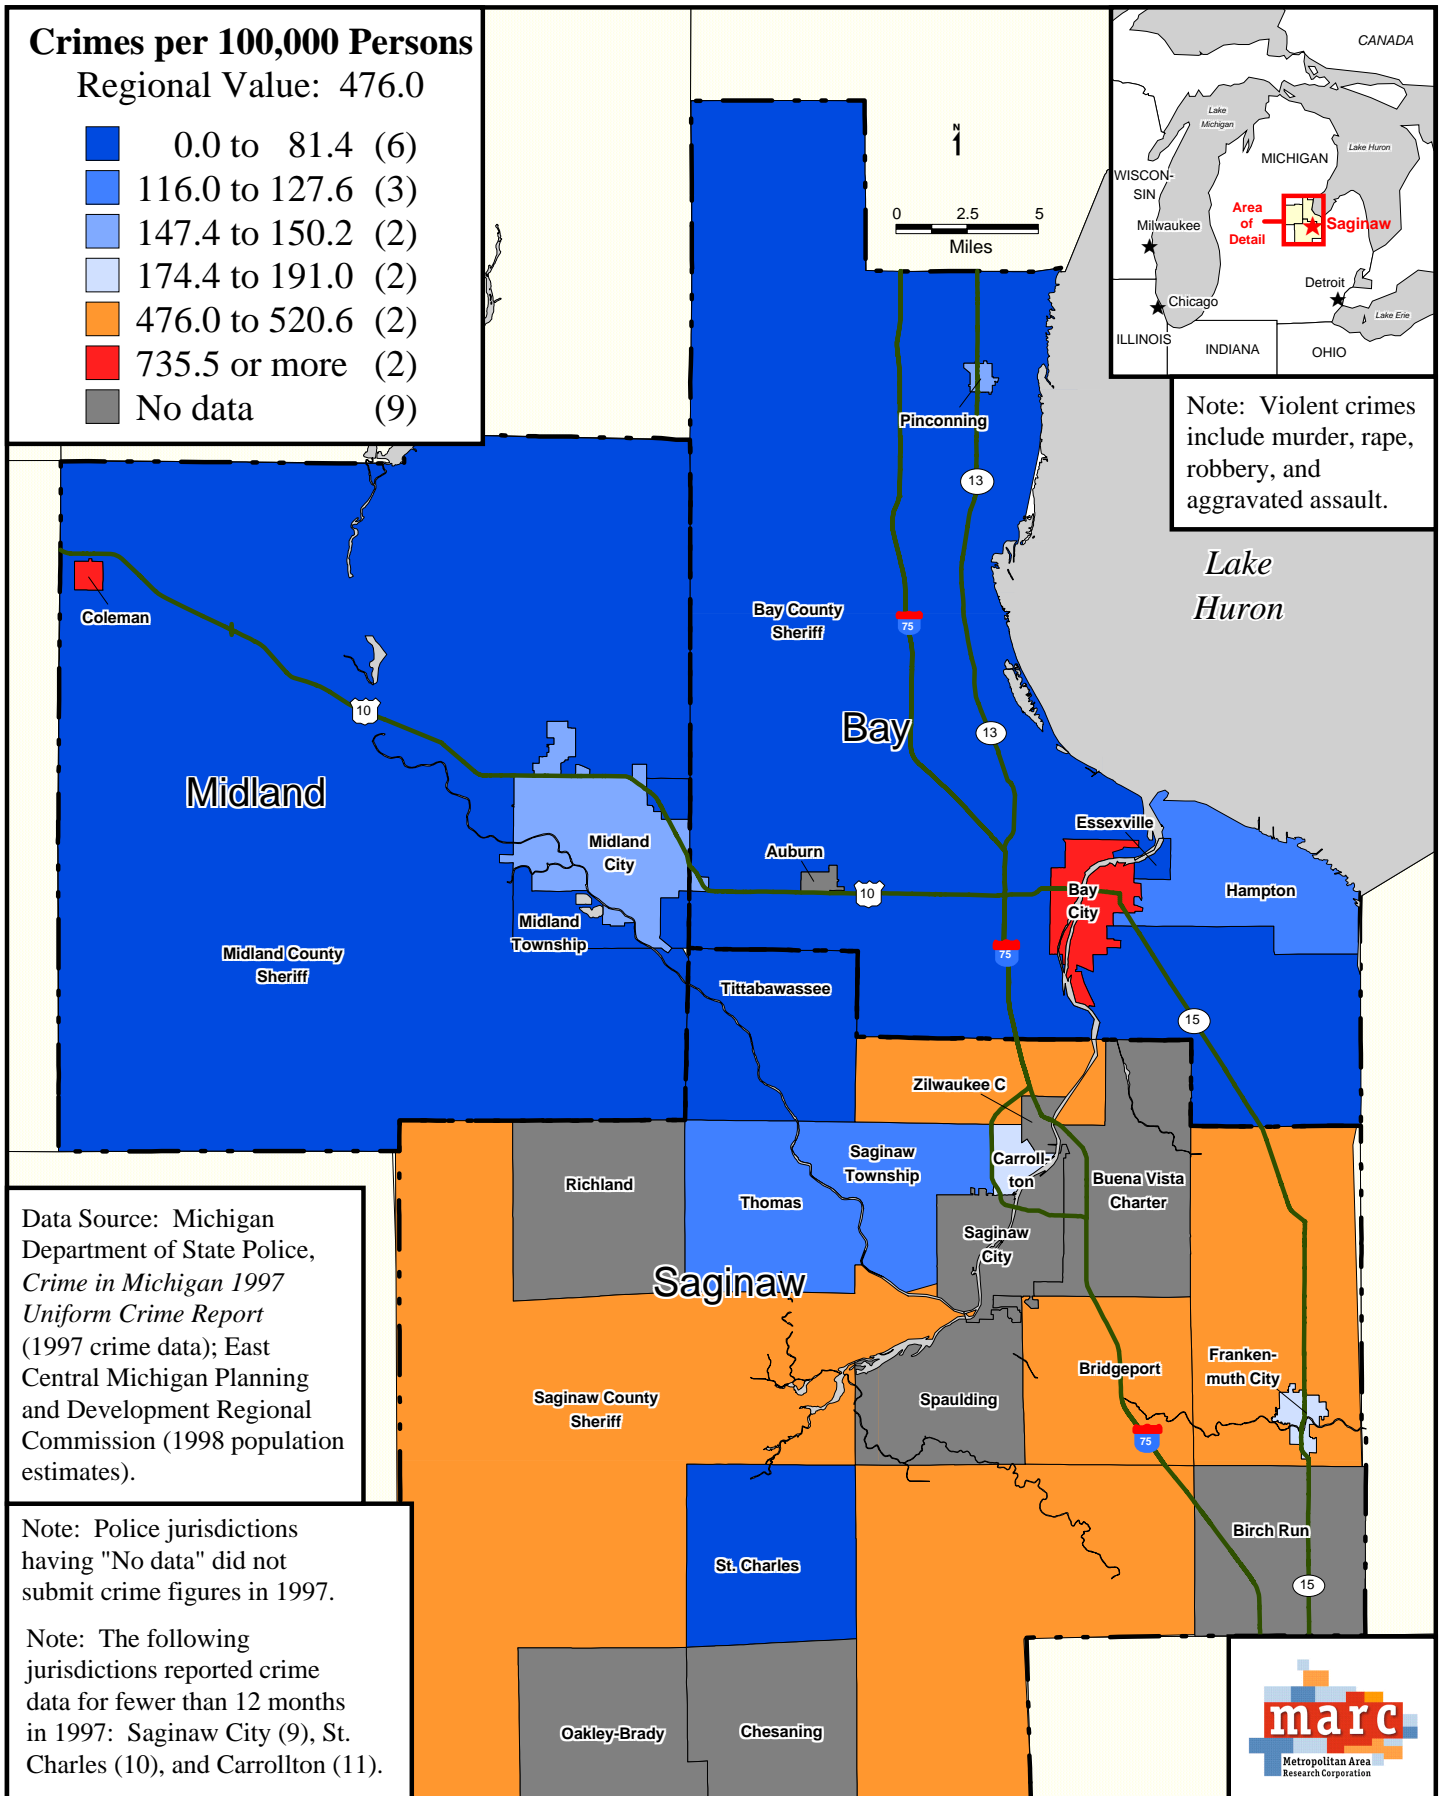 Crimes per 100,000 Persons
Regional Value: 476.0
0.0 to 81.4 (6)
116.0 to 127.6 (3)
147.4 to 150.2 (2)
174.4 to 191.0 (2)
476.0 to 520.6 (2)
735.5 or more (2)
No data (9)
N
0 2.5 5
Miles
CANADA
Lake
Michigan
Lake Huron
MICHIGAN
WISCON-
SIN
Area
of
Detail
Saginaw
Milwaukee
Detroit
Chicago
Lake Erie
ILLINOIS
INDIANA
OHIO
Note: Violent crimes
include murder, rape,
robbery, and
aggravated assault.
Pinconning
13
Lake
Huron
Coleman
Bay County
Sheriff
75
10
Bay
13
Midland
Essexville
Midland
City
Auburn
10
Bay
City
Hampton
Midland
Township
Midland County
Sheriff
75
Tittabawassee
15
Zilwaukee C
Saginaw
Township
Carroll-
ton
Richland
Thomas
Buena Vista
Charter
Saginaw
City
Saginaw
Data Source: Michigan
Department of State Police,
Crime in Michigan 1997
Uniform Crime Report
(1997 crime data); East
Central Michigan Planning
and Development Regional
Commission (1998 population
estimates).
Saginaw County
Sheriff
Spaulding
Bridgeport
Franken-
muth City
75
Birch Run
St. Charles
15
Note: Police jurisdictions
having "No data" did not
submit crime figures in 1997.
Note: The following
jurisdictions reported crime
data for fewer than 12 months
in 1997: Saginaw City (9), St.
Charles (10), and Carrollton (11).
Oakley-Brady
Chesaning
marc
Metropolitan Area
Research Corporation